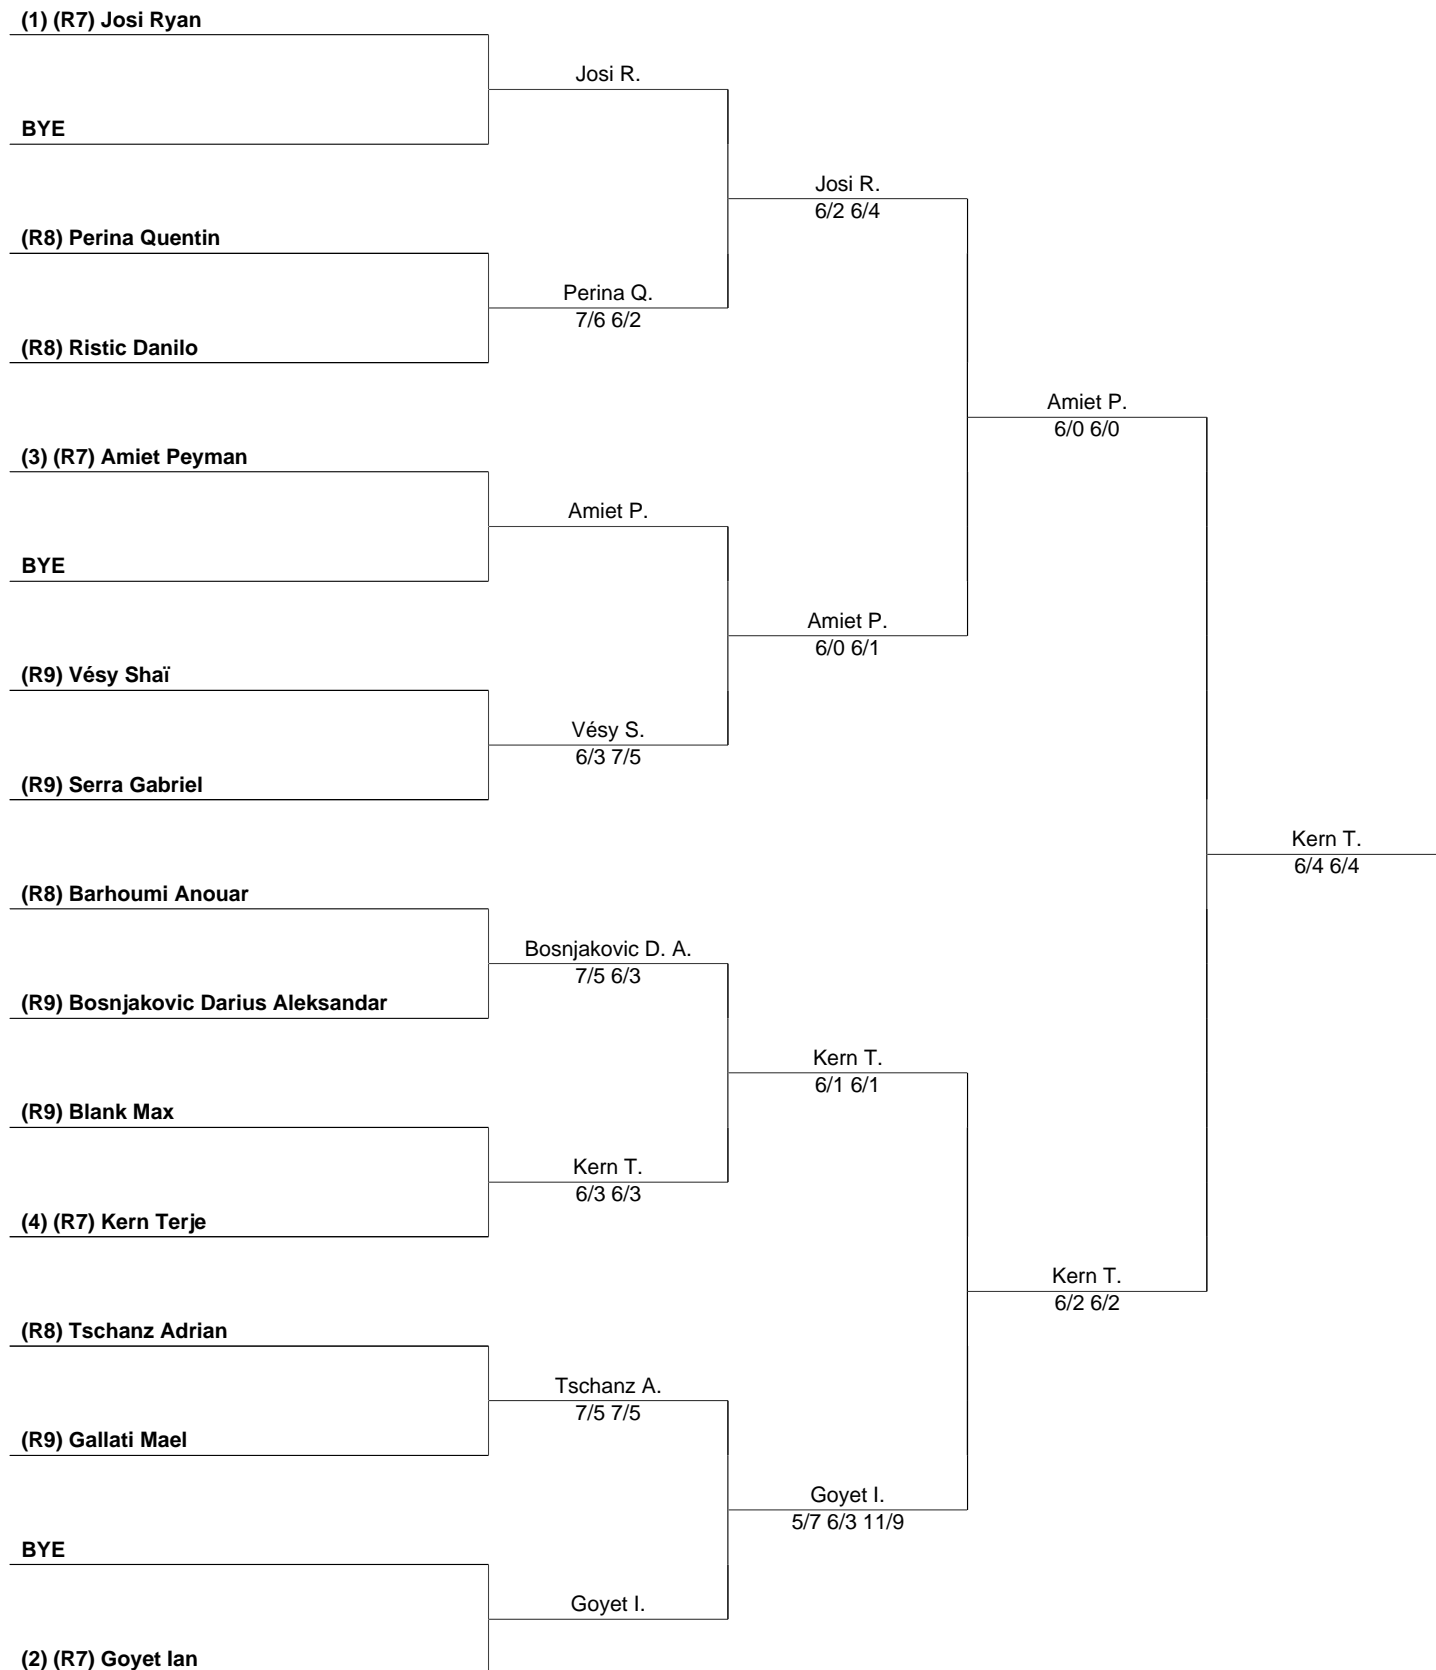 (1) (R7) Josi Ryan
Josi R.
BYE
Josi R.
6/2 6/4
(R8) Perina Quentin
Perina Q.
7/6 6/2
(R8) Ristic Danilo
Amiet P.
6/0 6/0
(3) (R7) Amiet Peyman
Amiet P.
BYE
Amiet P.
6/0 6/1
(R9) Vésy Shaï
Vésy S.
6/3 7/5
(R9) Serra Gabriel
Kern T.
6/4 6/4
(R8) Barhoumi Anouar
Bosnjakovic D. A.
7/5 6/3
(R9) Bosnjakovic Darius Aleksandar
Kern T.
6/1 6/1
(R9) Blank Max
Kern T.
6/3 6/3
(4) (R7) Kern Terje
Kern T.
6/2 6/2
(R8) Tschanz Adrian
Tschanz A.
7/5 7/5
(R9) Gallati Mael
Goyet I.
5/7 6/3 11/9
BYE
Goyet I.
(2) (R7) Goyet Ian